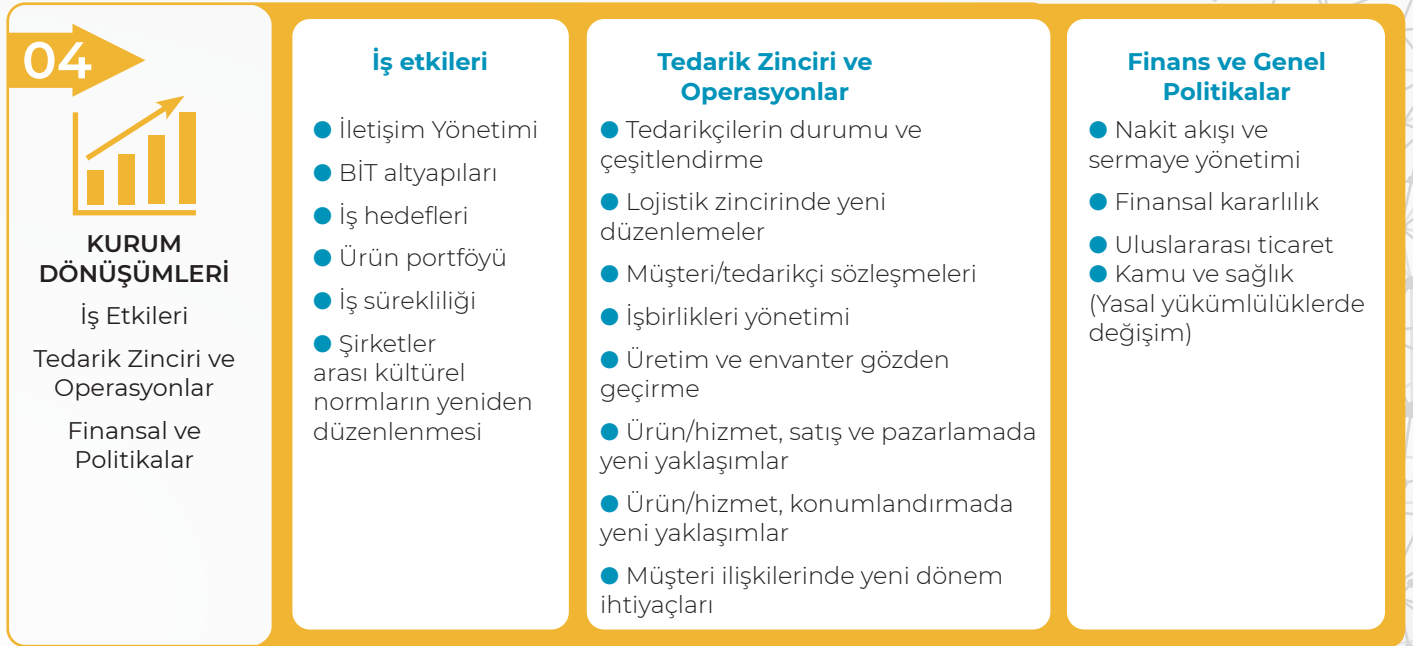 04
KURUM
DÖNÜŞÜMLERİ
İş Etkileri
Tedarik Zinciri ve
Operasyonlar
Finansal ve
Politikalar
İş etkileri
● İletişim Yönetimi
● BİT altyapıları
● İş hedefleri
● Ürün portföyü
● İş sürekliliği
● Şirketler
arası kültürel
normların yeniden
düzenlenmesi
Tedarik Zinciri ve
Operasyonlar
● Tedarikçilerin durumu ve
çeşitlendirme
● Lojistik zincirinde yeni
düzenlemeler
● Müşteri/tedarikçi sözleşmeleri
● İşbirlikleri yönetimi
● Üretim ve envanter gözden
geçirme
● Ürün/hizmet, satış ve pazarlamada
yeni yaklaşımlar
● Ürün/hizmet, konumlandırmada
yeni yaklaşımlar
● Müşteri ilişkilerinde yeni dönem
ihtiyaçları
Finans ve Genel
Politikalar
● Nakit akışı ve
sermaye yönetimi
● Finansal kararlılık
● Uluslararası ticaret
● Kamu ve sağlık
(Yasal yükümlülüklerde
değişim)